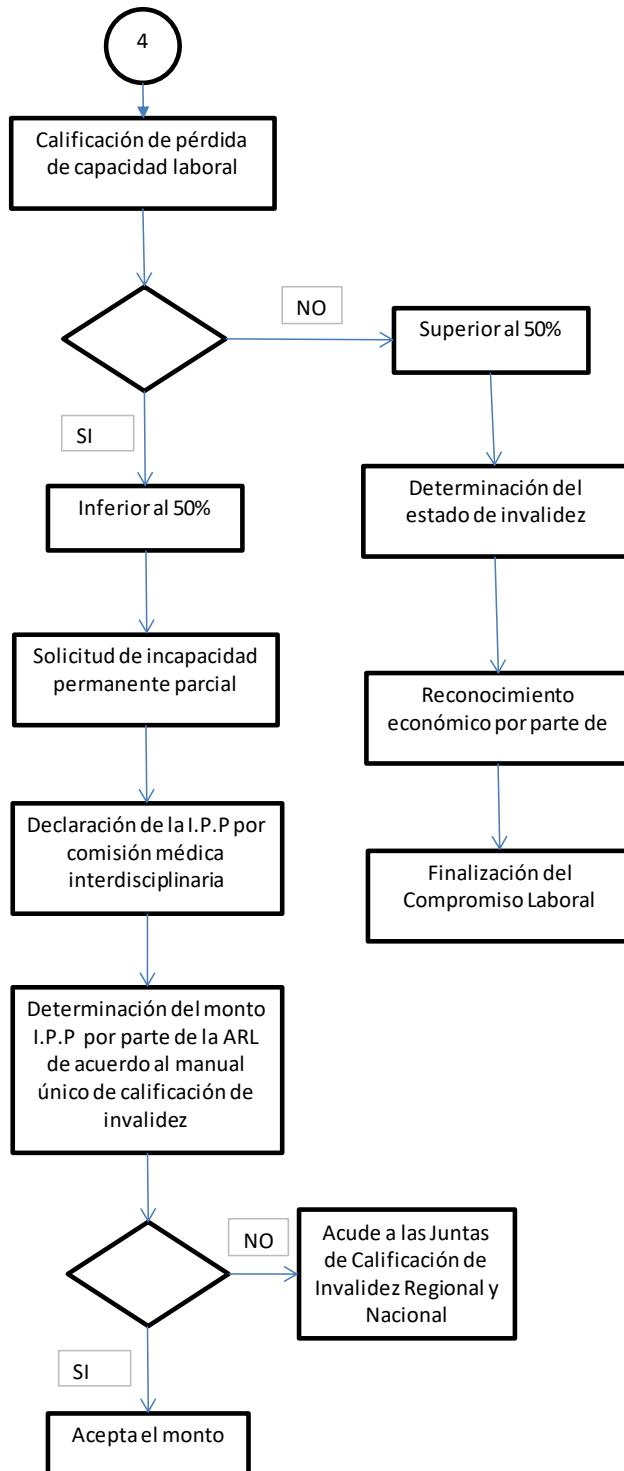 4
Calificación de pérdida
de capacidad laboral
NO
Superior al 50%
SI
Inferior al 50%
Determinación del
estado de invalidez
Solicitud de incapacidad
permanente parcial
Reconocimiento
económico por parte de
Declaración de la I.P.P por
comisión médica
interdisciplinaria
Finalización del
Compromiso Laboral
Determinación del monto
I.P.P por parte de la ARL
de acuerdo al manual
único de calificación de
invalidez
NO
Acude a las Juntas
de Calificación de
Invalidez Regional y
Nacional
SI
Acepta el monto